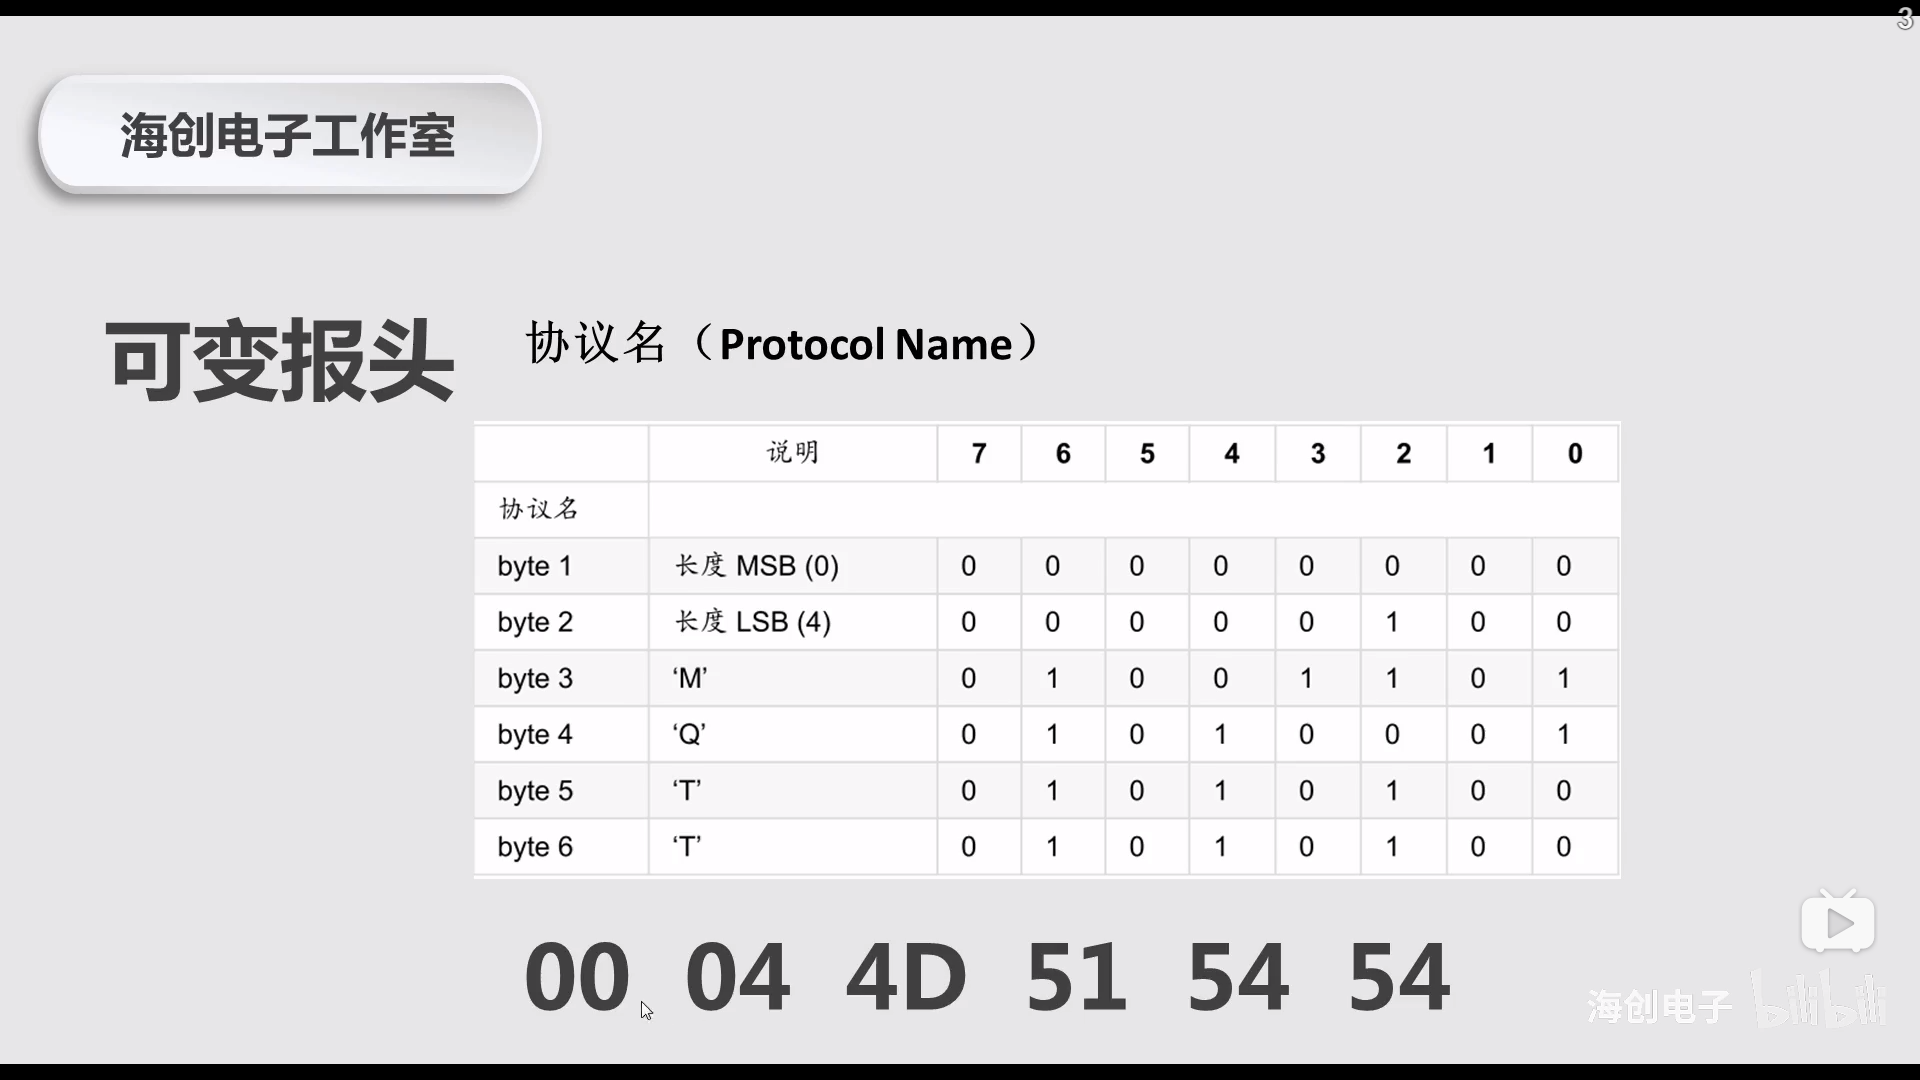 3
海创电子工作室
可变报头
协议名（Protocol Name）
说明 7 6 5 4 3 2 1 0
协议名
byte 1 长度 MSB (0) 0 0 0 0 0 0 0 0
byte 2 长度 LSB (4) 0 0 0 0 0 1 0 0
byte 3 ‘M’ 0 1 0 0 1 1 0 1
byte 4 ‘Q’ 0 1 0 1 0 0 0 1
byte 5 ‘T’ 0 1 0 1 0 1 0 0
byte 6 ‘T’ 0 1 0 1 0 1 0 0
00 04 4D 51 54 54
海创电子 bilibili